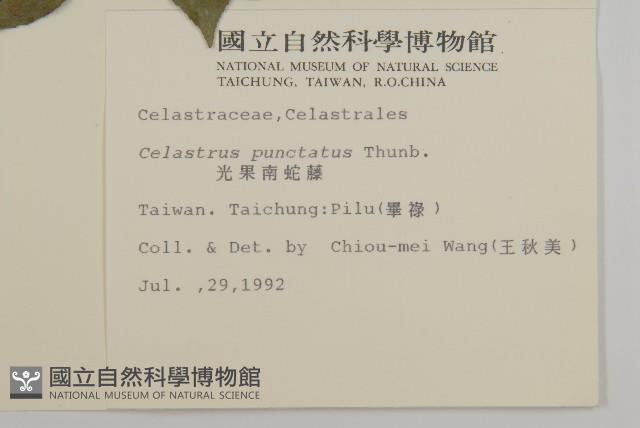 國立自然科學博物館
NATIONAL MUSEUM OF NATURAL SCIENCE
TAICHUNG, TAIWAN, R.O.CHINA
Celastraceae,Celastrales
Celastrus punctatus Thunb.
光果南蛇藤
Taiwan. Taichung:Pilu(畢祿)
Coll. & Det. by Chiou-mei Wang(王秋美)
Jul. ,29,1992
國立自然科學博物館
NATIONAL MUSEUM OF NATURAL SCIENCE